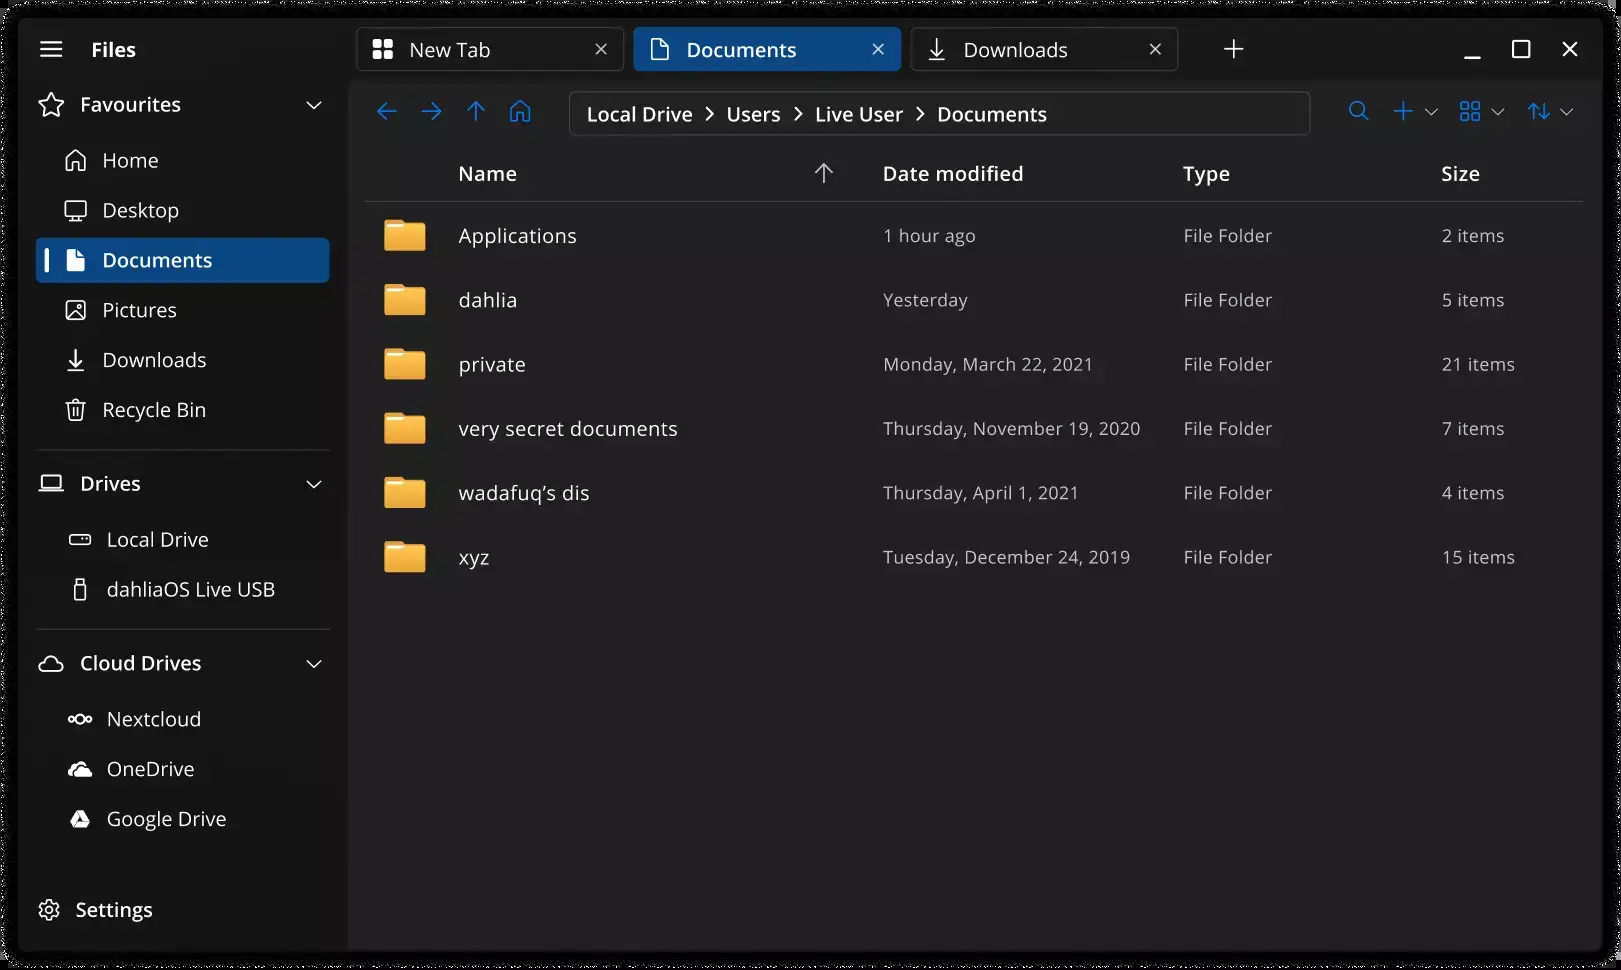 Files
New Tab
Documents
Downloads
Favourites
Home
Desktop
Documents
Pictures
Downloads
Recycle Bin
Drives
Local Drive
dahliaOS Live USB
Cloud Drives
Nextcloud
OneDrive
Google Drive
Settings
Local Drive > Users > Live User > Documents
Name Date modified Type Size
Applications 1 hour ago File Folder 2 items
dahlia Yesterday File Folder 5 items
private Monday, March 22, 2021 File Folder 21 items
very secret documents Thursday, November 19, 2020 File Folder 7 items
wadafuq’s dis Thursday, April 1, 2021 File Folder 4 items
xyz Tuesday, December 24, 2019 File Folder 15 items